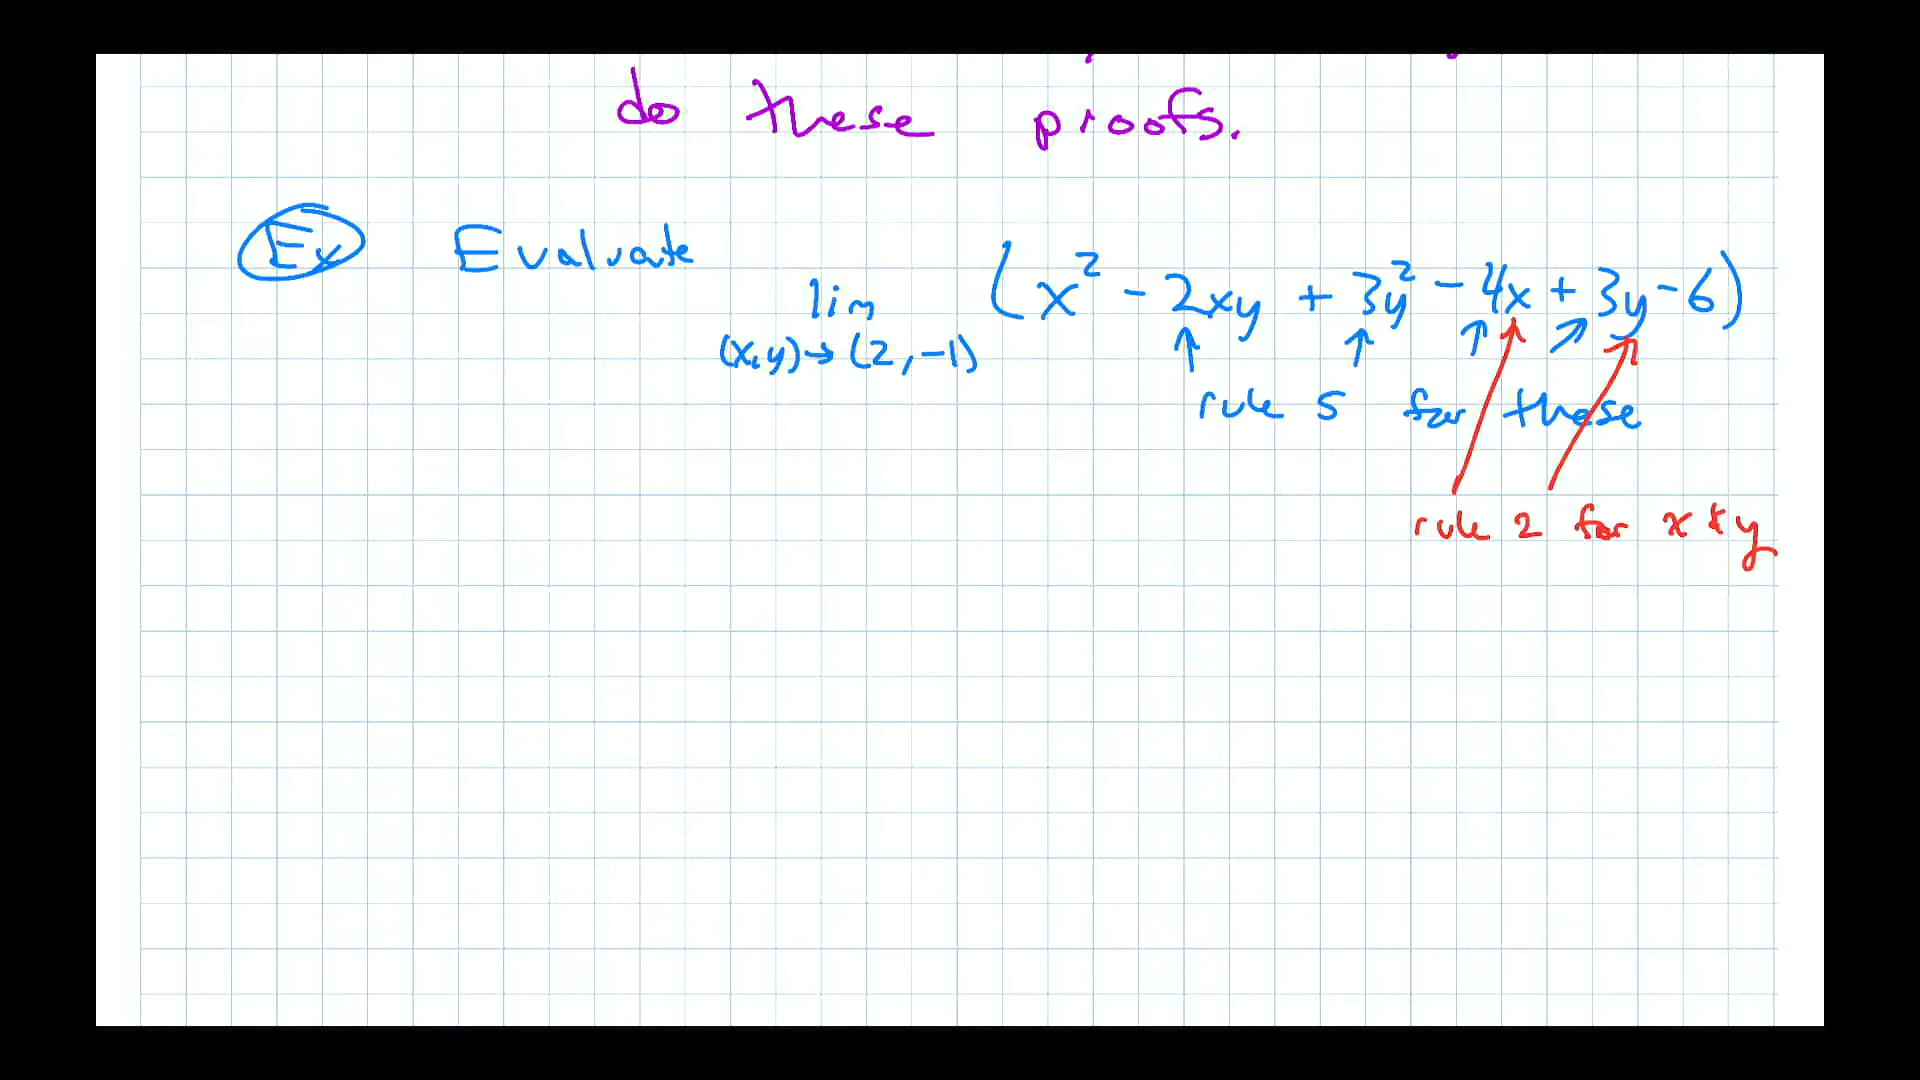 do these proofs.
Ex Evaluate
lim (x² - 2xy + 3y² - 4x + 3y - 6)
(x,y)→(2,-1)
↑ ↑ ↑ ↑
rule 5 for these
rule 2 for x & y